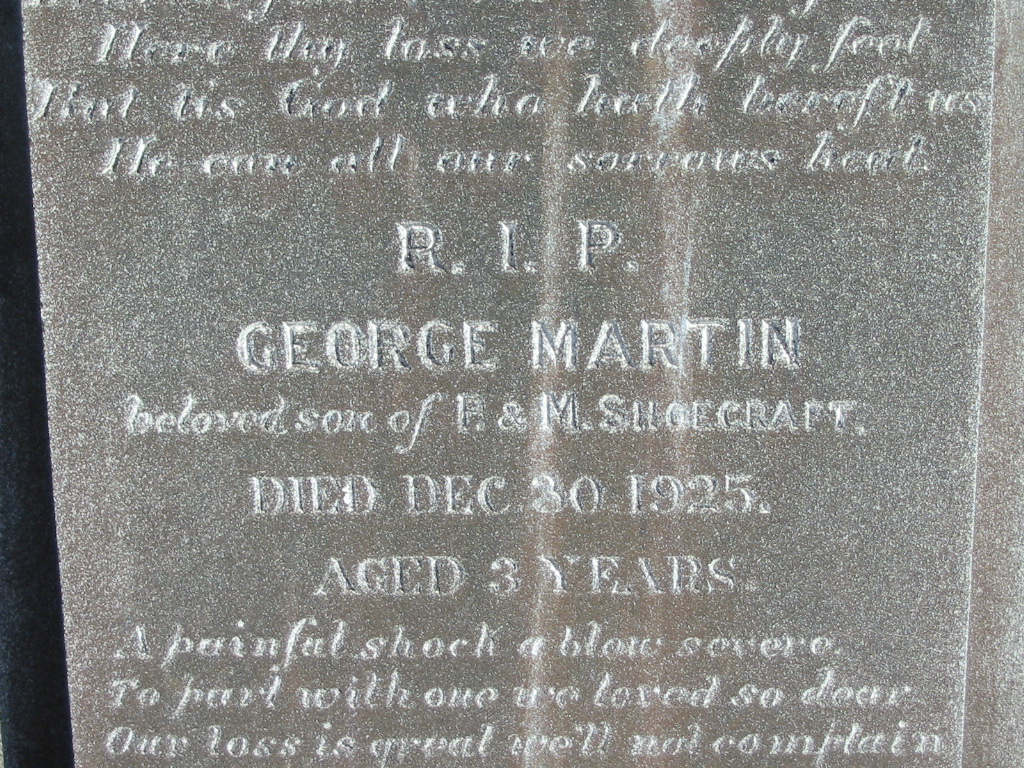 Here thy loss we deeply feel
But tis God who hath bereft us
He can all our sorrows heal.
R. I. P.
GEORGE MARTIN
beloved son of F. & M. SHOECRAFT.
DIED DEC 30 1925.
AGED 3 YEARS.
A painful shock a blow severe.
To part with one we loved so dear
Our loss is great we'll not complain